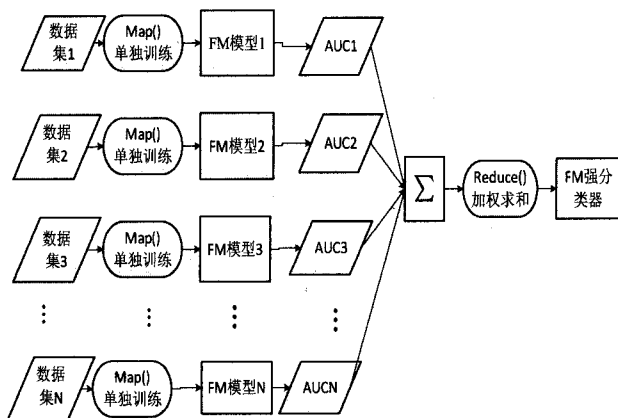 数据
集1
Map()
单独训练
FM模型1
AUC1
数据
集2
Map()
单独训练
FM模型2
AUC2
∑
Reduce()
加权求和
FM强分
类器
数据
集3
Map()
单独训练
FM模型3
AUC3
数据
集N
Map()
单独训练
FM模型N
AUCN